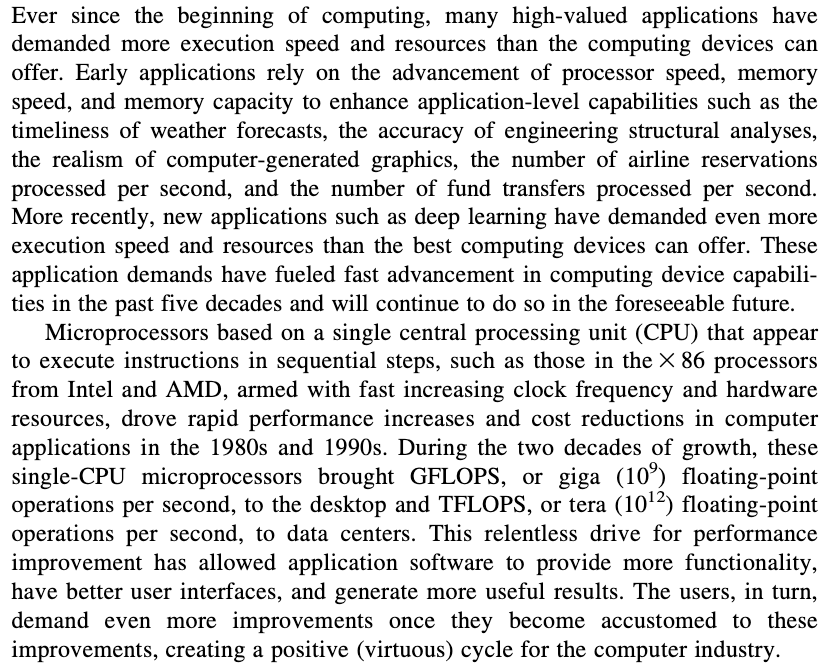 Ever since the beginning of computing, many high-valued applications have
demanded more execution speed and resources than the computing devices can
offer. Early applications rely on the advancement of processor speed, memory
speed, and memory capacity to enhance application-level capabilities such as the
timeliness of weather forecasts, the accuracy of engineering structural analyses,
the realism of computer-generated graphics, the number of airline reservations
processed per second, and the number of fund transfers processed per second.
More recently, new applications such as deep learning have demanded even more
execution speed and resources than the best computing devices can offer. These
application demands have fueled fast advancement in computing device capabili-
ties in the past five decades and will continue to do so in the foreseeable future.
Microprocessors based on a single central processing unit (CPU) that appear
to execute instructions in sequential steps, such as those in the × 86 processors
from Intel and AMD, armed with fast increasing clock frequency and hardware
resources, drove rapid performance increases and cost reductions in computer
applications in the 1980s and 1990s. During the two decades of growth, these
single-CPU microprocessors brought GFLOPS, or giga (10⁹) floating-point
operations per second, to the desktop and TFLOPS, or tera (10¹²) floating-point
operations per second, to data centers. This relentless drive for performance
improvement has allowed application software to provide more functionality,
have better user interfaces, and generate more useful results. The users, in turn,
demand even more improvements once they become accustomed to these
improvements, creating a positive (virtuous) cycle for the computer industry.